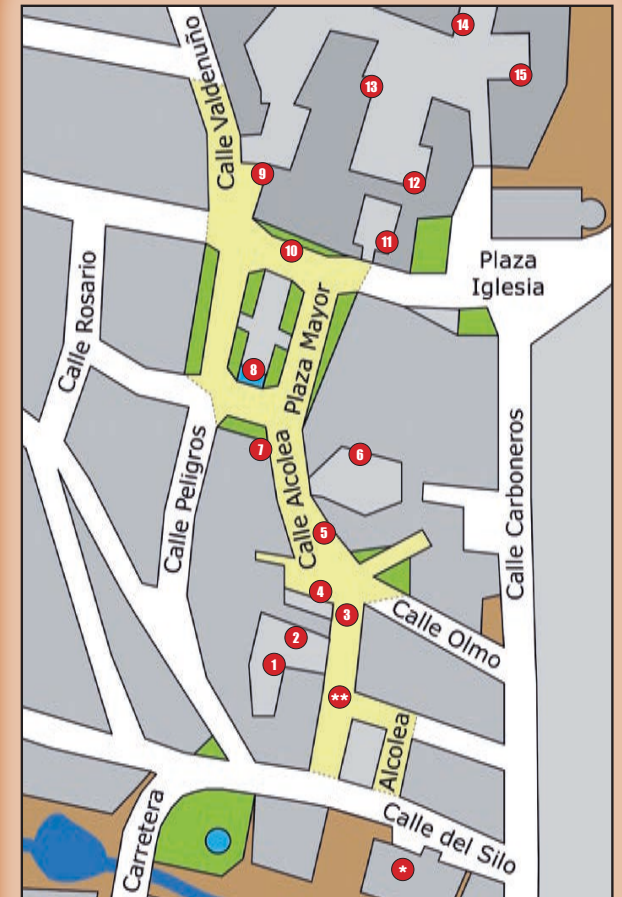 14
15
13
Calle Valdenuño
9
12
11
10
Plaza
Iglesia
Calle Rosario
8
Plaza Mayor
7
6
Calle Peligros
Calle Alcolea
Calle Carboneros
5
4
3
Calle Olmo
2
1
**
Alcolea
Carretera
Calle del Silo
*